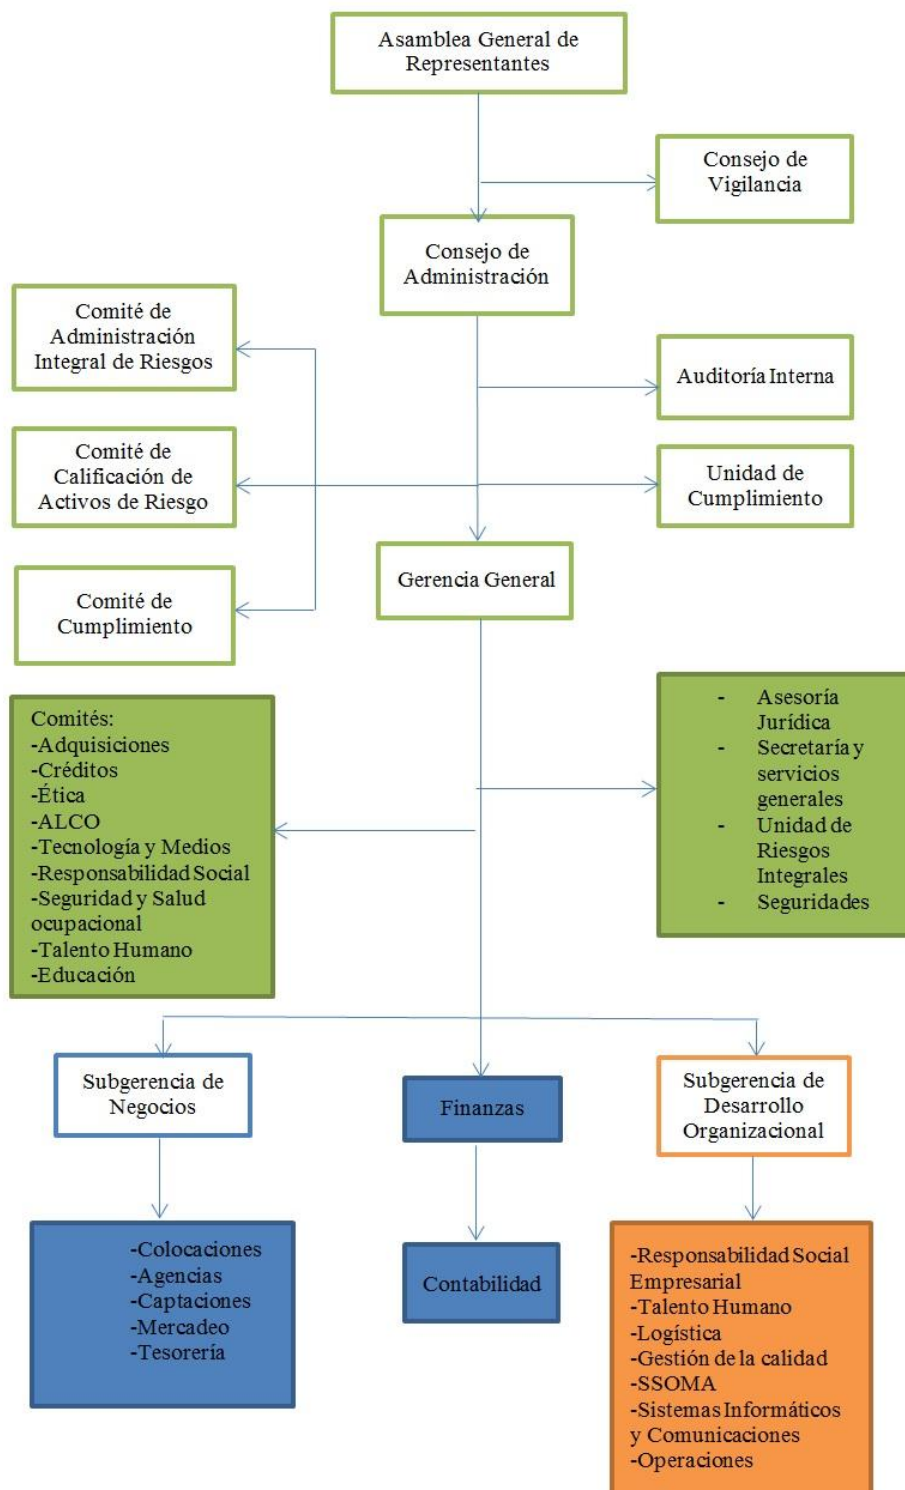 Asamblea General de
Representantes
Consejo de
Vigilancia
Consejo de
Administración
Comité de
Administración
Integral de Riesgos
Auditoría Interna
Comité de
Calificación de
Activos de Riesgo
Unidad de
Cumplimiento
Gerencia General
Comité de
Cumplimiento
Comités:
-Adquisiciones
-Créditos
-Ética
-ALCO
-Tecnología y Medios
-Responsabilidad Social
-Seguridad y Salud
ocupacional
-Talento Humano
-Educación
- Asesoría
Jurídica
- Secretaría y
servicios
generales
- Unidad de
Riesgos
Integrales
- Seguridades
Subgerencia de
Negocios
Finanzas
Subgerencia de
Desarrollo
Organizacional
-Colocaciones
-Agencias
-Captaciones
-Mercadeo
-Tesorería
Contabilidad
-Responsabilidad Social
Empresarial
-Talento Humano
-Logística
-Gestión de la calidad
-SSOMA
-Sistemas Informáticos
y Comunicaciones
-Operaciones